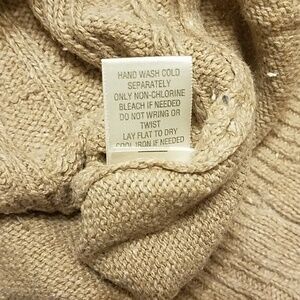 HAND WASH COLD
SEPARATELY
ONLY NON-CHLORINE
BLEACH IF NEEDED
DO NOT WRING OR
TWIST
LAY FLAT TO DRY
COOL IRON IF NEEDED